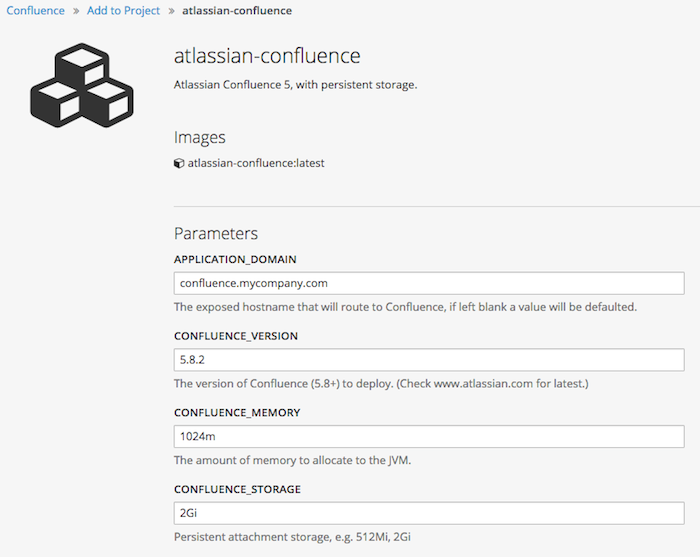 Confluence » Add to Project » atlassian-confluence
atlassian-confluence
Atlassian Confluence 5, with persistent storage.
Images
atlassian-confluence:latest
Parameters
APPLICATION_DOMAIN
confluence.mycompany.com
The exposed hostname that will route to Confluence, if left blank a value will be defaulted.
CONFLUENCE_VERSION
5.8.2
The version of Confluence (5.8+) to deploy. (Check www.atlassian.com for latest.)
CONFLUENCE_MEMORY
1024m
The amount of memory to allocate to the JVM.
CONFLUENCE_STORAGE
2Gi
Persistent attachment storage, e.g. 512Mi, 2Gi